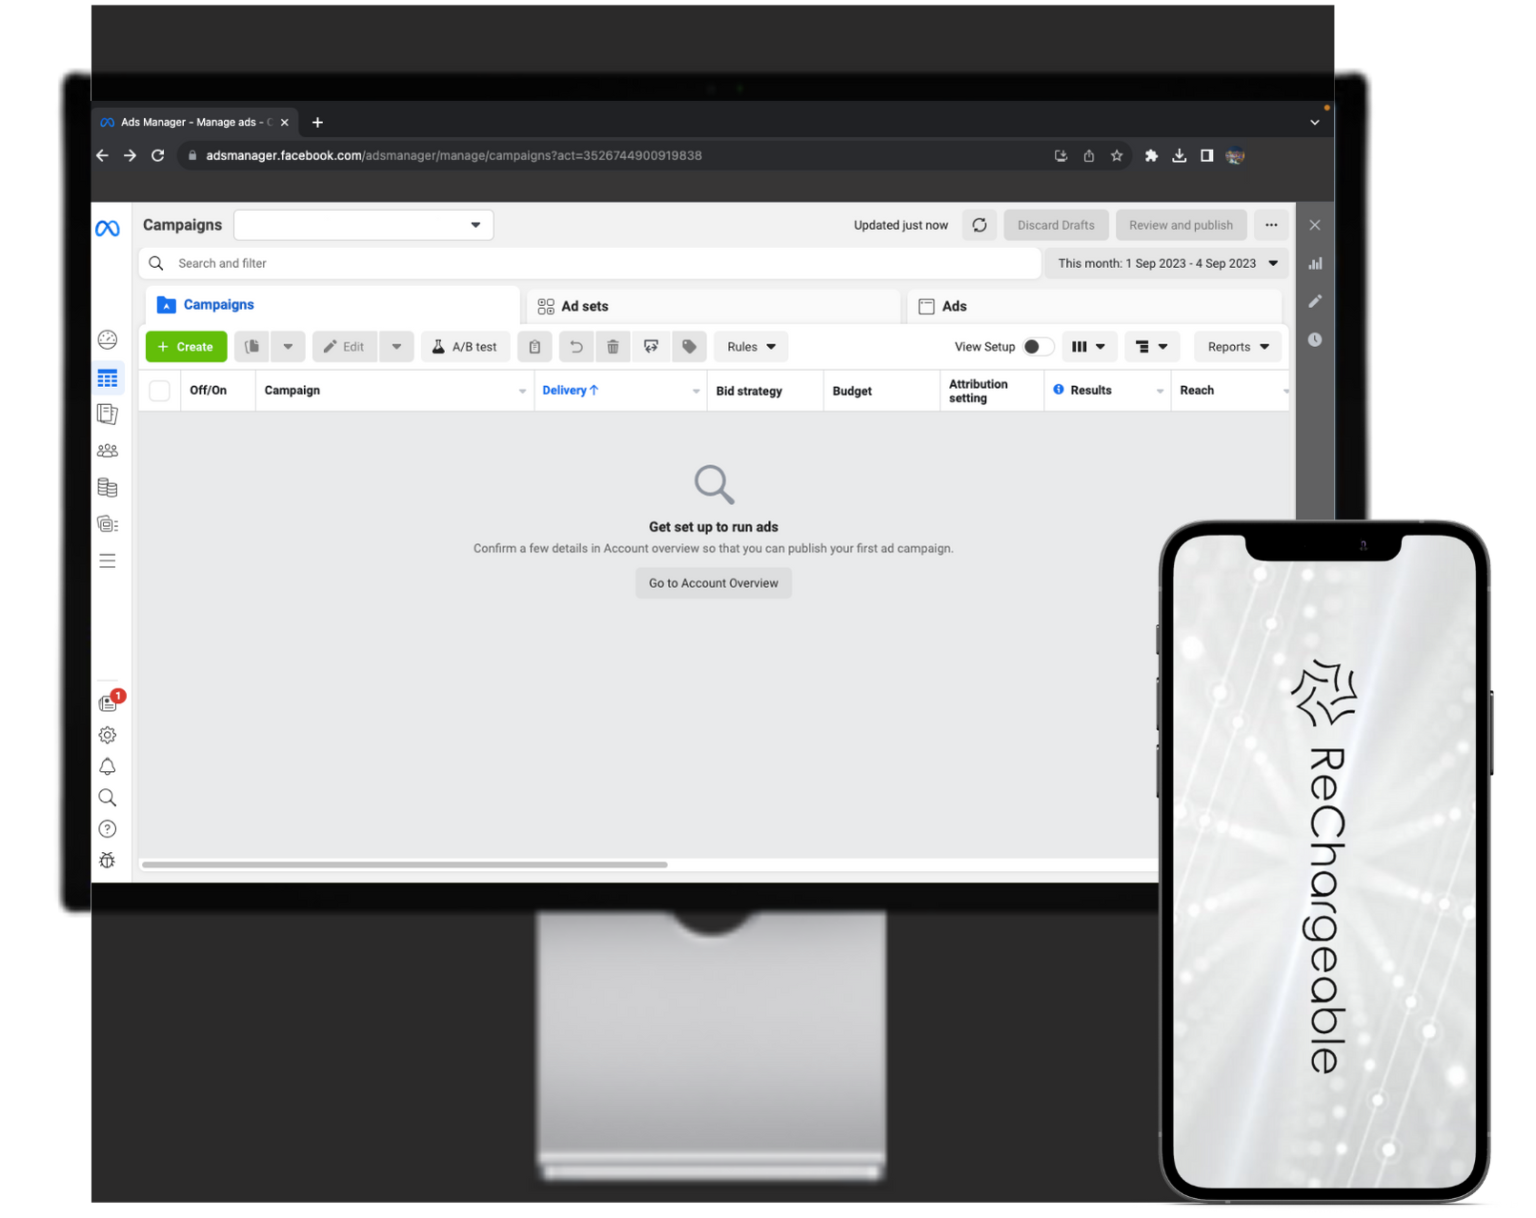 Ads Manager - Manage ads - C
adsmanager.facebook.com/adsmanager/manage/campaigns?act=3526744900919838
Campaigns
Updated just now
Discard Drafts
Review and publish
Search and filter
This month: 1 Sep 2023 - 4 Sep 2023
Campaigns
Ad sets
Ads
+ Create
Edit
A/B test
Rules
View Setup
Reports
Off/On
Campaign
Delivery ↑
Bid strategy
Budget
Attribution
setting
Results
Reach
Get set up to run ads
Confirm a few details in Account overview so that you can publish your first ad campaign.
Go to Account Overview
1
ReChargeable